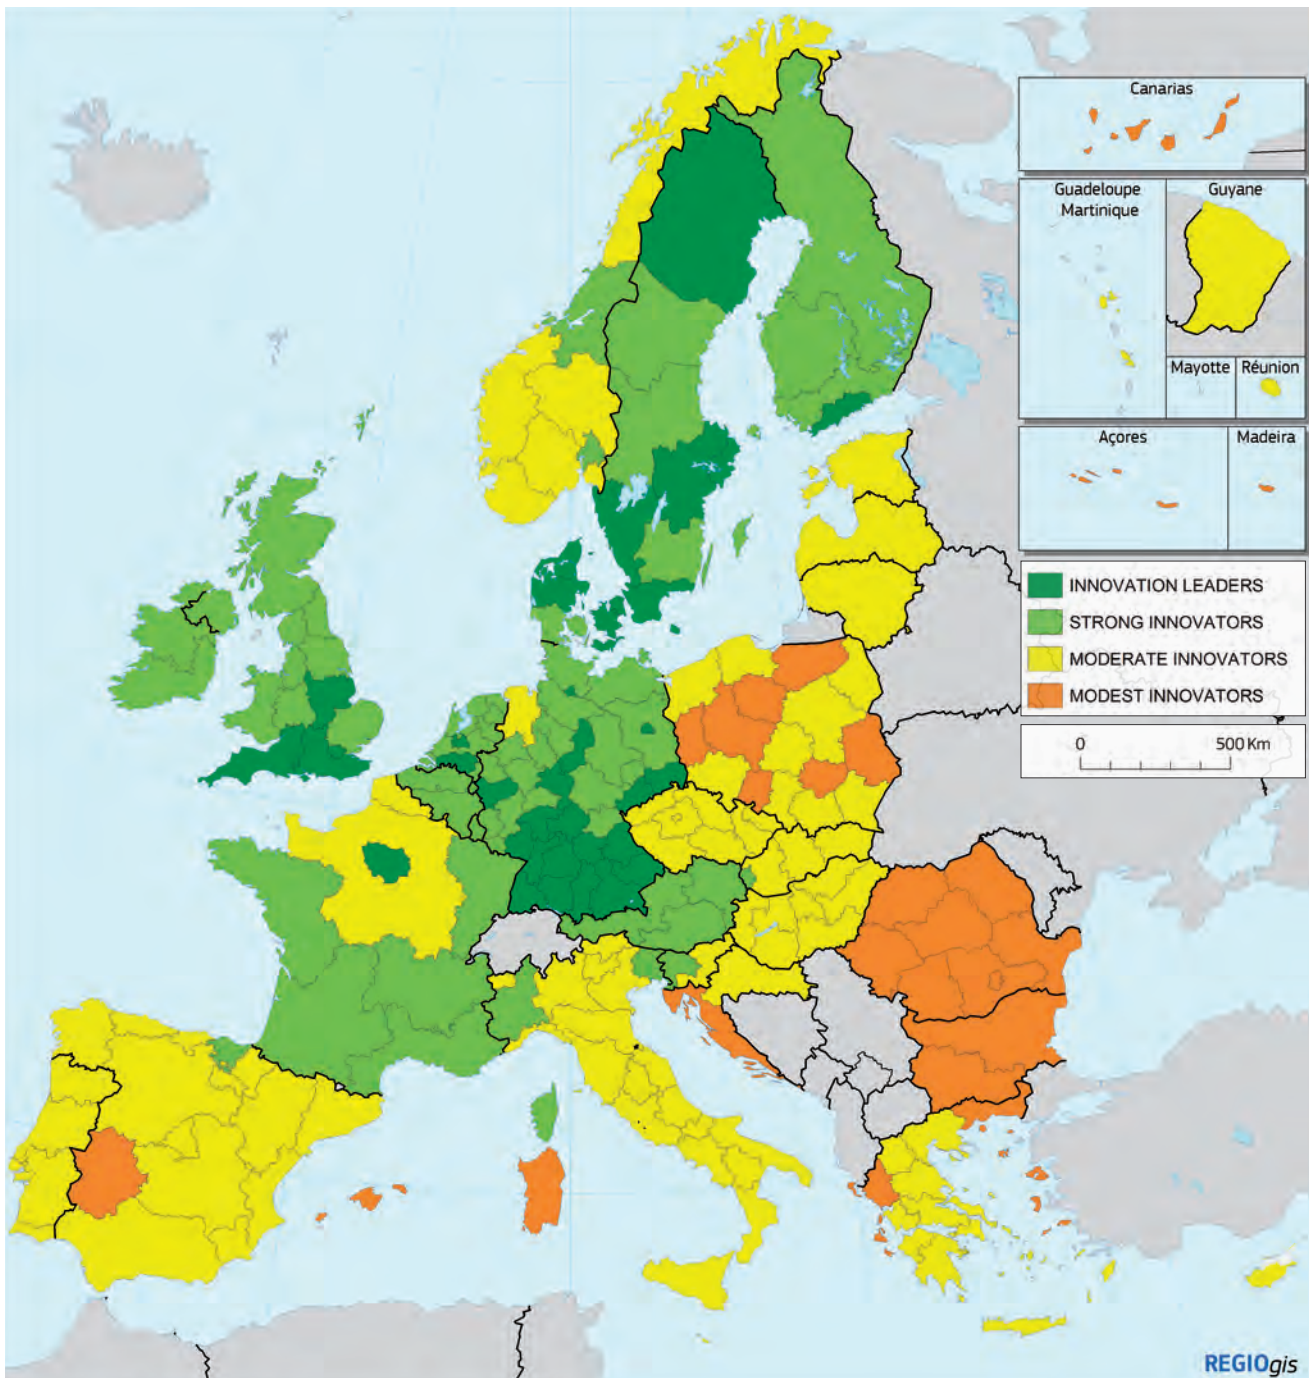 Canarias
Guadeloupe
Martinique
Guyane
Mayotte
Réunion
Açores
Madeira
INNOVATION LEADERS
STRONG INNOVATORS
MODERATE INNOVATORS
MODEST INNOVATORS
0 500 Km
REGIOgis